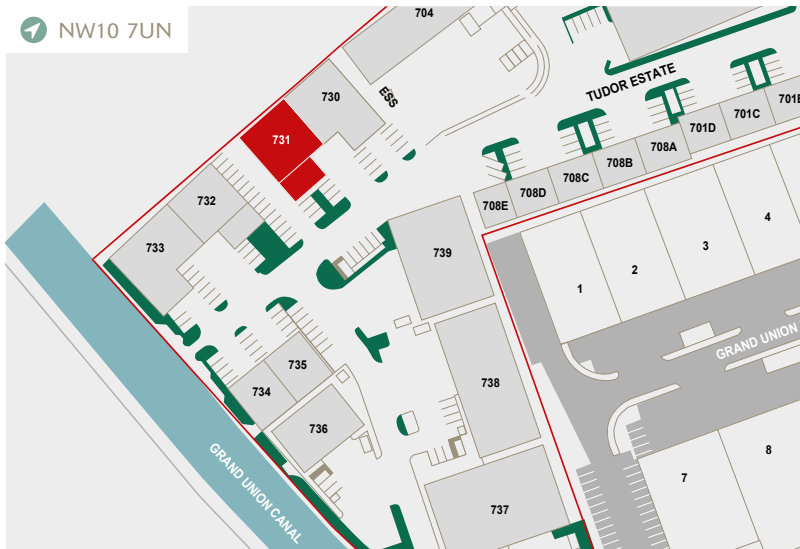 NW10 7UN
704
ESS
730
731
TUDOR ESTATE
701E
701C
701D
708A
708B
708C
708D
708E
732
733
739
4
3
2
1
GRAND UNION
735
734
738
736
8
7
737
GRAND UNION CANAL